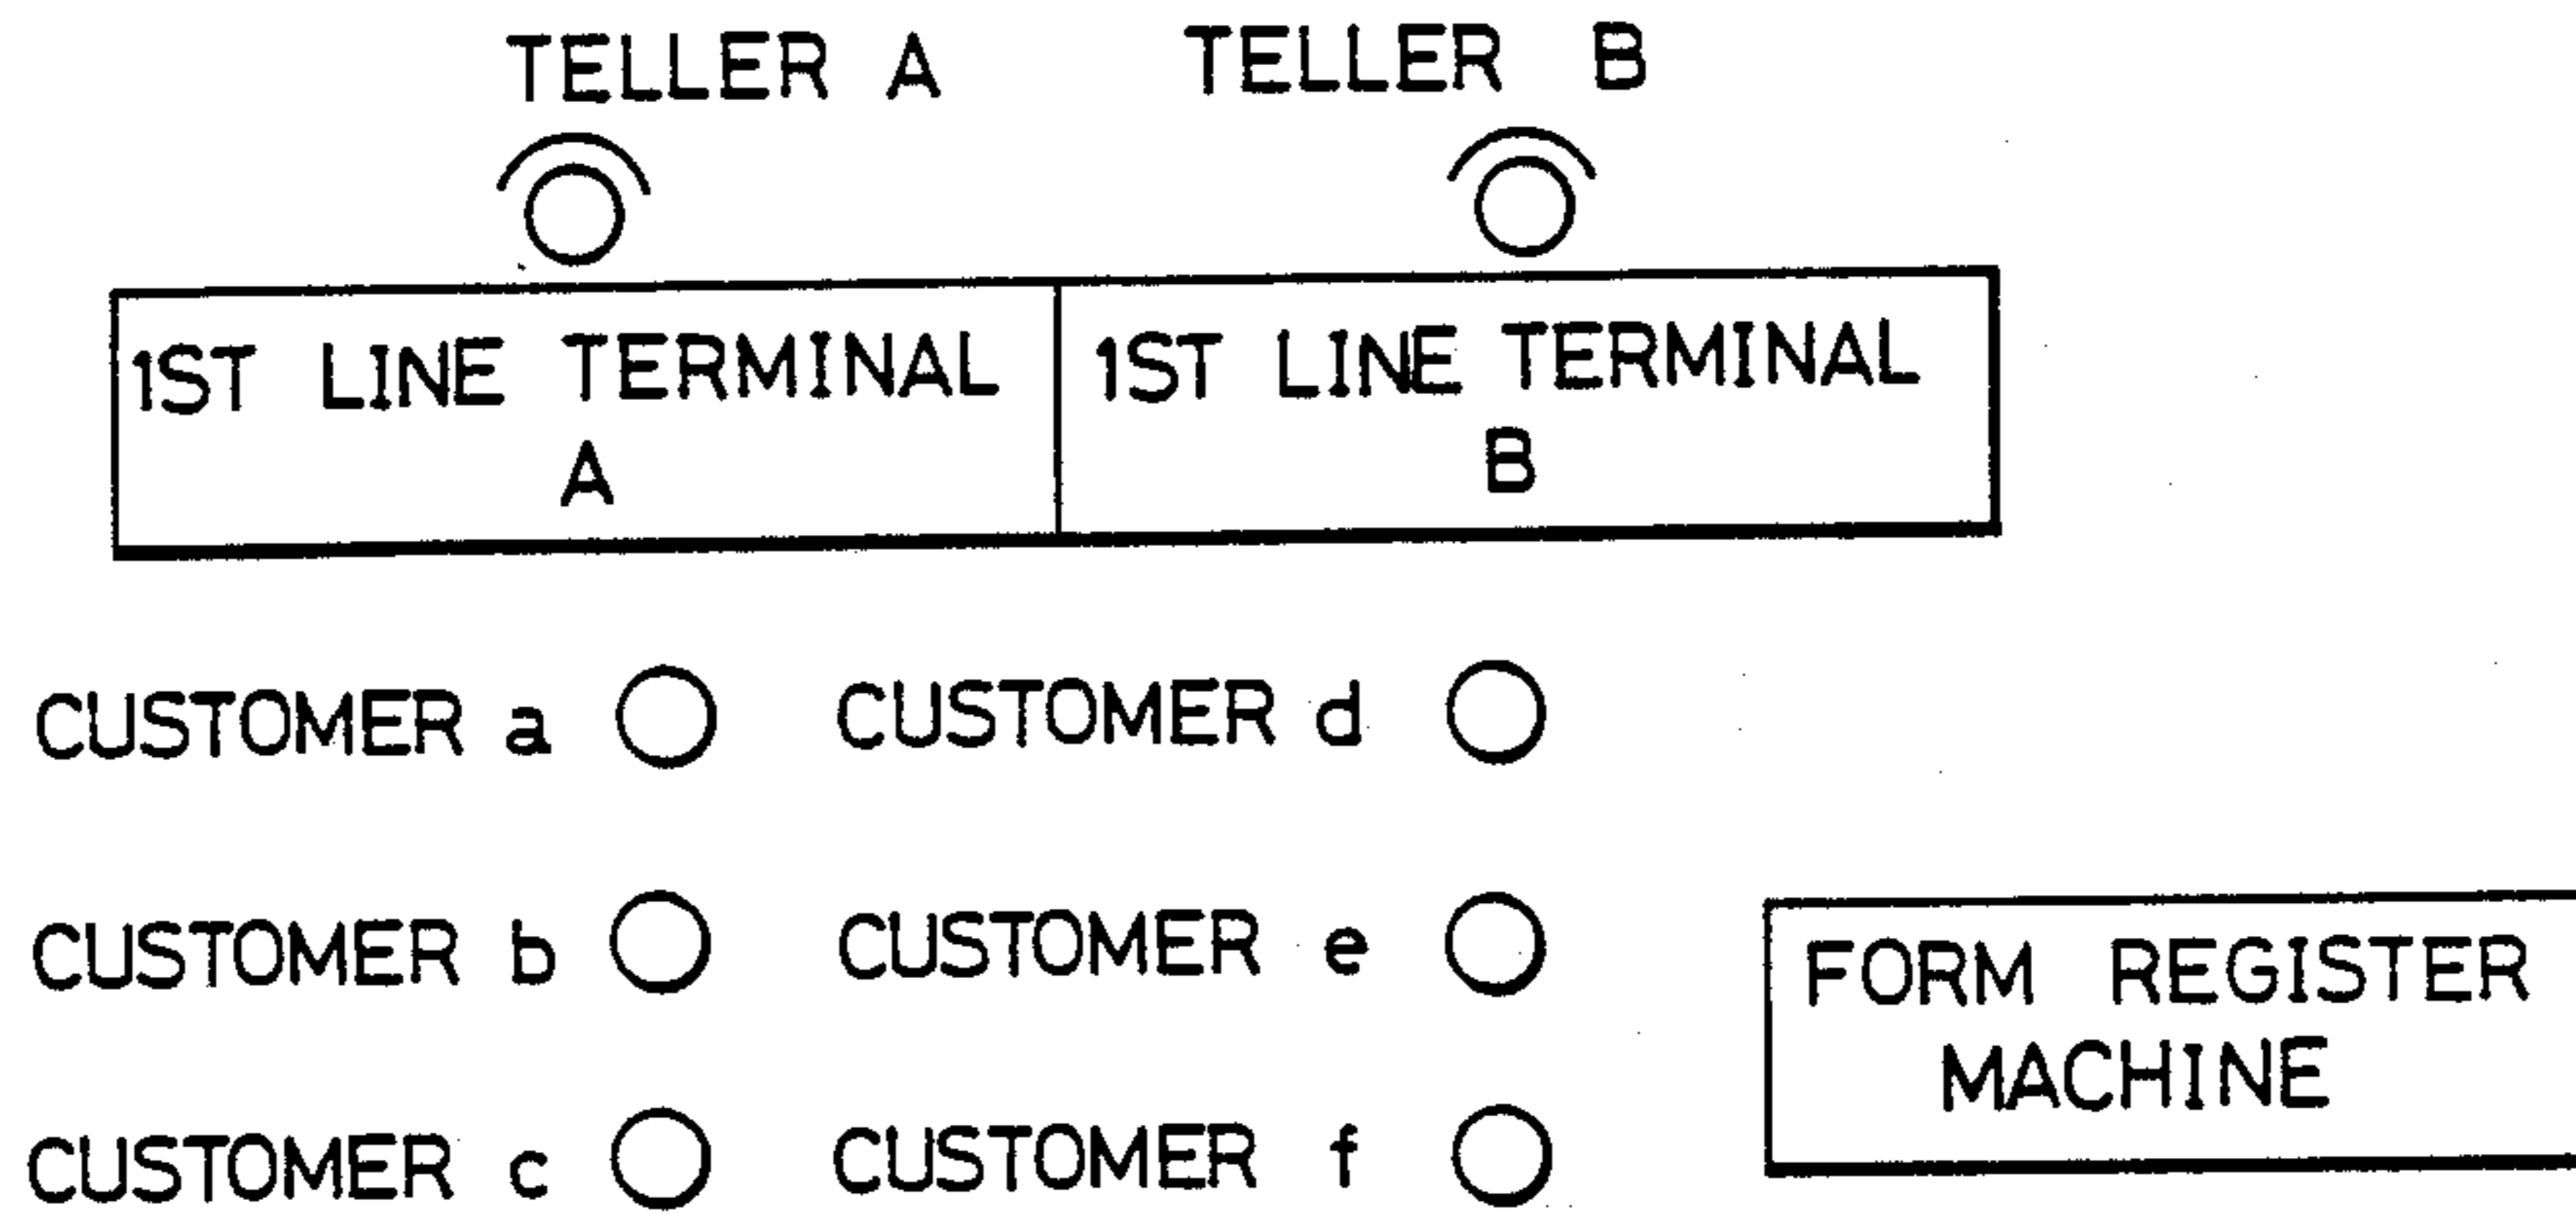 TELLER A
TELLER B
1ST LINE TERMINAL
A
1ST LINE TERMINAL
B
CUSTOMER a
CUSTOMER d
CUSTOMER b
CUSTOMER e
CUSTOMER c
CUSTOMER f
FORM REGISTER
MACHINE